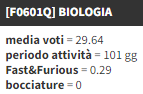 [F0601Q] BIOLOGIA
media voti = 29.64
periodo attività = 101 gg
Fast&Furious = 0.29
bocciature = 0